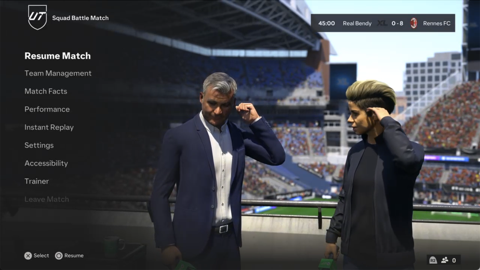 UT
Squad Battle Match
45:00 Real Bendy 0 - 8 Rennes FC
Resume Match
Team Management
Match Facts
Performance
Instant Replay
Settings
Accessibility
Trainer
Leave Match
Select Resume
0